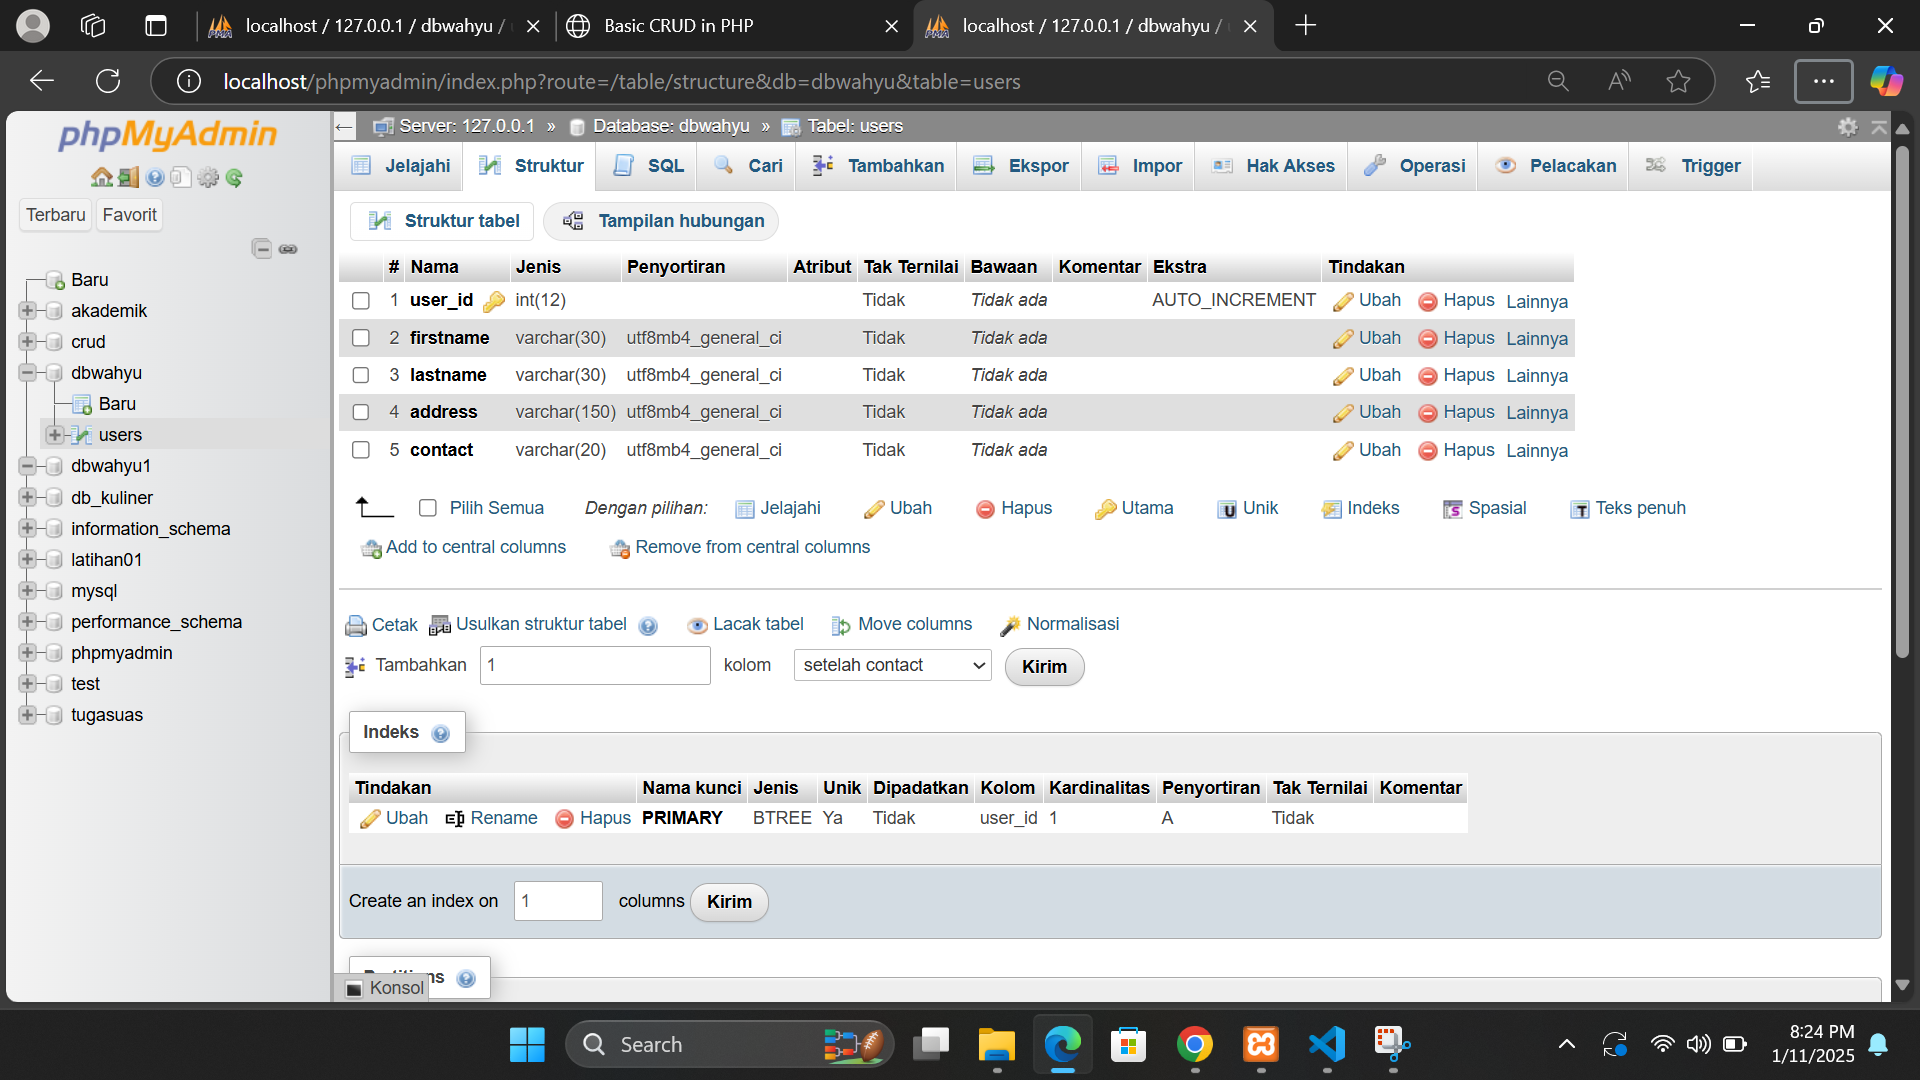 localhost / 127.0.0.1 / dbwahyu /
Basic CRUD in PHP
localhost / 127.0.0.1 / dbwahyu /
localhost/phpmyadmin/index.php?route=/table/structure&db=dbwahyu&table=users
phpMyAdmin
Terbaru Favorit
Baru
akademik
crud
dbwahyu
Baru
users
dbwahyu1
db_kuliner
information_schema
latihan01
mysql
performance_schema
phpmyadmin
test
tugasuas
Server: 127.0.0.1 » Database: dbwahyu » Tabel: users
Jelajahi Struktur SQL Cari Tambahkan Ekspor Impor Hak Akses Operasi Pelacakan Trigger
Struktur tabel Tampilan hubungan
# Nama Jenis Penyortiran Atribut Tak Ternilai Bawaan Komentar Ekstra Tindakan
1 user_id int(12) Tidak Tidak ada AUTO_INCREMENT Ubah Hapus Lainnya
2 firstname varchar(30) utf8mb4_general_ci Tidak Tidak ada Ubah Hapus Lainnya
3 lastname varchar(30) utf8mb4_general_ci Tidak Tidak ada Ubah Hapus Lainnya
4 address varchar(150) utf8mb4_general_ci Tidak Tidak ada Ubah Hapus Lainnya
5 contact varchar(20) utf8mb4_general_ci Tidak Tidak ada Ubah Hapus Lainnya
Pilih Semua Dengan pilihan: Jelajahi Ubah Hapus Utama Unik Indeks Spasial Teks penuh
Add to central columns Remove from central columns
Cetak Usulkan struktur tabel Lacak tabel Move columns Normalisasi
Tambahkan 1 kolom setelah contact Kirim
Indeks
Tindakan Nama kunci Jenis Unik Dipadatkan Kolom Kardinalitas Penyortiran Tak Ternilai Komentar
Ubah Rename Hapus PRIMARY BTREE Ya Tidak user_id 1 A Tidak
Create an index on 1 columns Kirim
Konsol
Search
8:24 PM
1/11/2025